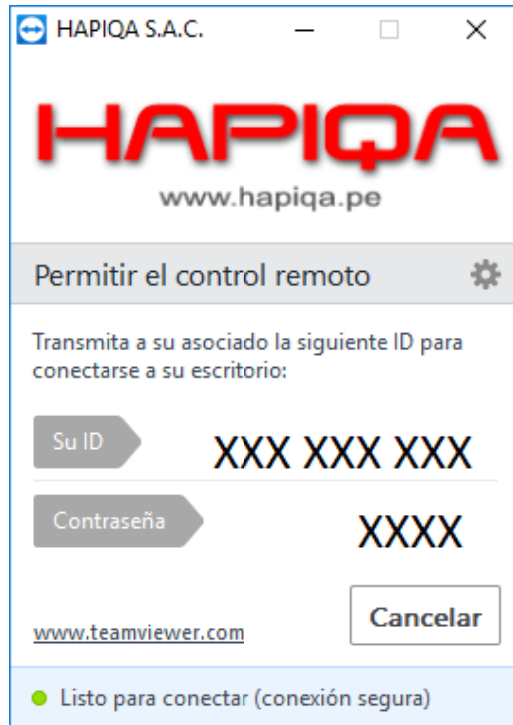 HAPIQA S.A.C.
HAPIQA
www.hapiqa.pe
Permitir el control remoto
Transmita a su asociado la siguiente ID para
conectarse a su escritorio:
Su ID XXX XXX XXX
Contraseña XXXX
www.teamviewer.com Cancelar
Listo para conectar (conexión segura)